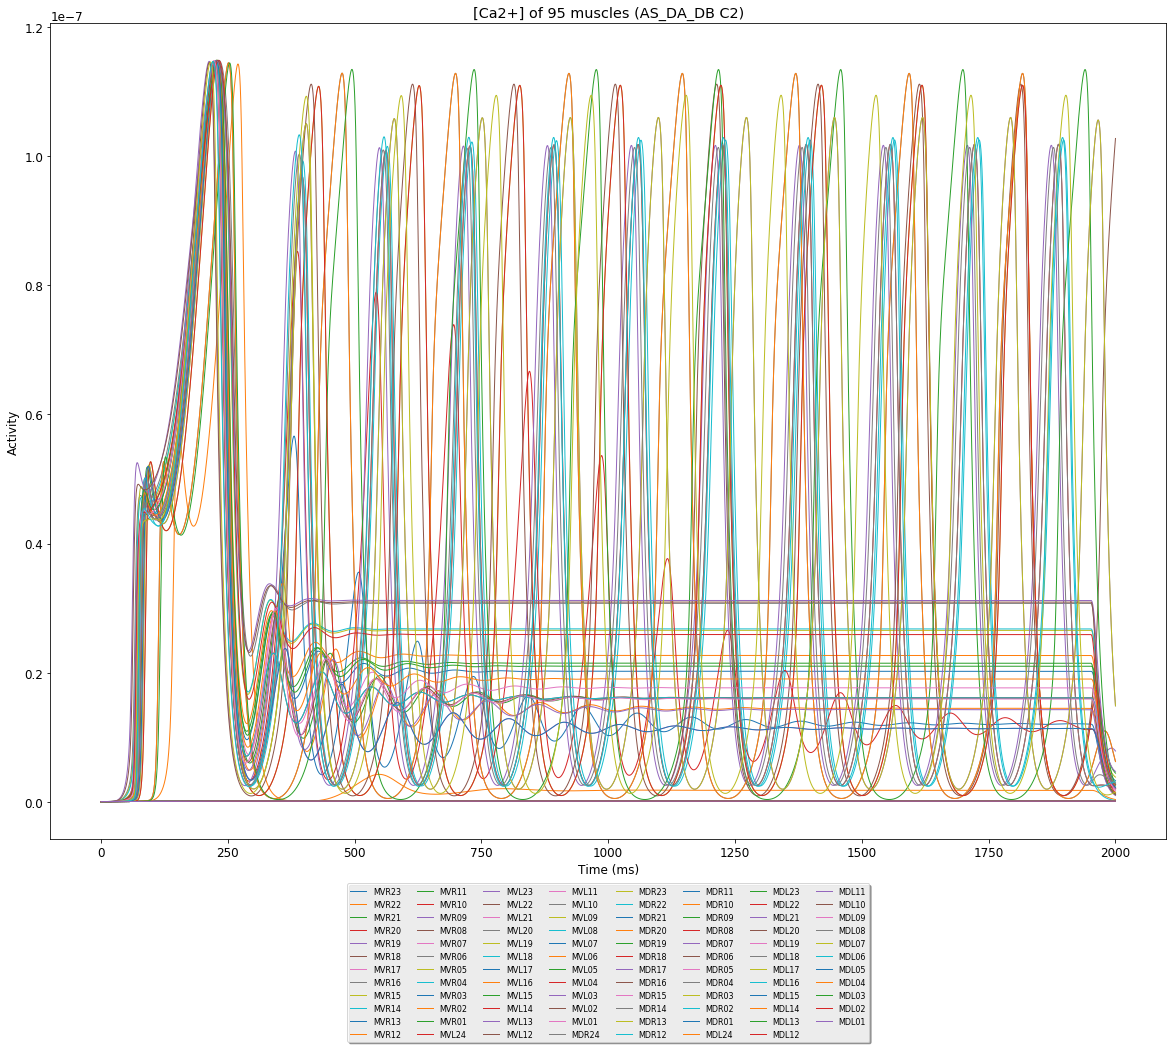 [Ca2+] of 95 muscles (AS_DA_DB C2)
1e−7
1.2
1.0
0.8
0.6
0.4
0.2
0.0
Activity
0 250 500 750 1000 1250 1500 1750 2000
Time (ms)
MVR23 MVR11 MVL23 MVL11 MDR23 MDR11 MDL23 MDL11
MVR22 MVR10 MVL22 MVL10 MDR22 MDR10 MDL22 MDL10
MVR21 MVR09 MVL21 MVL09 MDR21 MDR09 MDL21 MDL09
MVR20 MVR08 MVL20 MVL08 MDR20 MDR08 MDL20 MDL08
MVR19 MVR07 MVL19 MVL07 MDR19 MDR07 MDL19 MDL07
MVR18 MVR06 MVL18 MVL06 MDR18 MDR06 MDL18 MDL06
MVR17 MVR05 MVL17 MVL05 MDR17 MDR05 MDL17 MDL05
MVR16 MVR04 MVL16 MVL04 MDR16 MDR04 MDL16 MDL04
MVR15 MVR03 MVL15 MVL03 MDR15 MDR03 MDL15 MDL03
MVR14 MVR02 MVL14 MVL02 MDR14 MDR02 MDL14 MDL02
MVR13 MVR01 MVL13 MVL01 MDR13 MDR01 MDL13 MDL01
MVR12 MVL24 MVL12 MDR24 MDR12 MDL24 MDL12